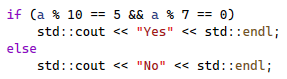 if (a % 10 == 5 && a % 7 == 0)
    std::cout << "Yes" << std::endl;
else
    std::cout << "No" << std::endl;